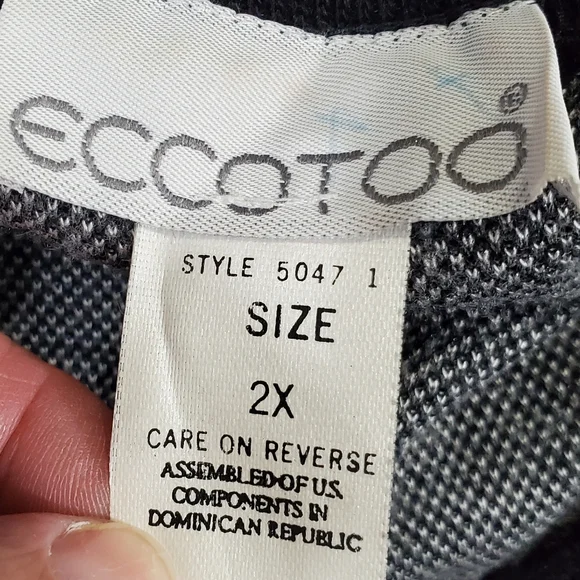 ECCOTOO®
STYLE 5047 1
SIZE
2X
CARE ON REVERSE
ASSEMBLED OF U.S.
COMPONENTS IN
DOMINICAN REPUBLIC